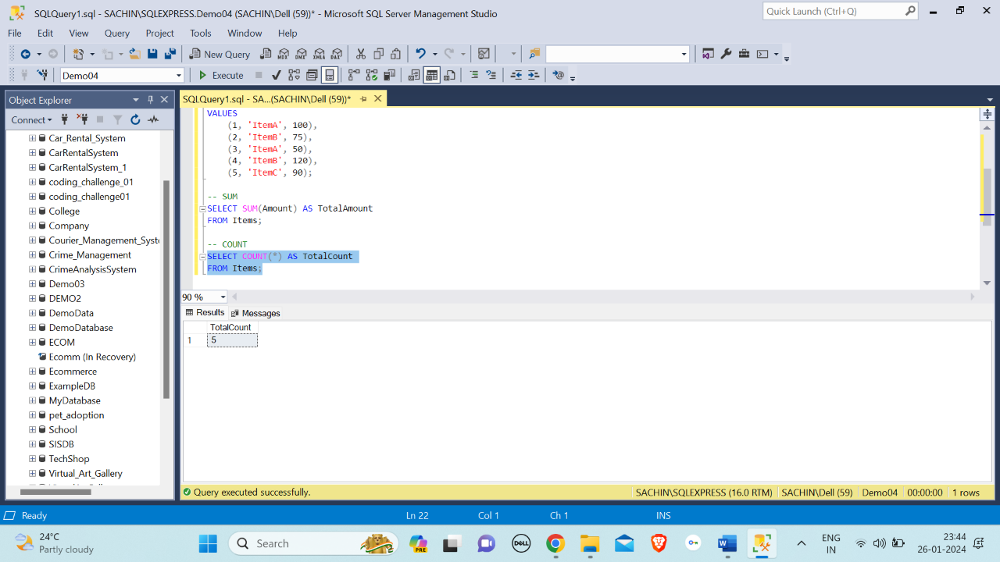 SQLQuery1.sql - SACHIN\SQLEXPRESS.Demo04 (SACHIN\Dell (59))* - Microsoft SQL Server Management Studio
Quick Launch (Ctrl+Q)
File Edit View Query Project Tools Window Help
New Query MDX DMX XMLA DAX
Demo04 Execute
Object Explorer
Connect
Car_Rental_System
CarRentalSystem
CarRentalSystem_1
coding_challenge_01
coding_challenge01
College
Company
Courier_Management_Syst
Crime_Management
CrimeAnalysisSystem
Demo03
DEMO2
DemoData
DemoDatabase
ECOM
Ecomm (In Recovery)
Ecommerce
ExampleDB
MyDatabase
pet_adoption
School
SISDB
TechShop
Virtual_Art_Gallery
SQLQuery1.sql - SA...(SACHIN\Dell (59))*
VALUES
(1, 'ItemA', 100),
(2, 'ItemB', 75),
(3, 'ItemA', 50),
(4, 'ItemB', 120),
(5, 'ItemC', 90);
-- SUM
SELECT SUM(Amount) AS TotalAmount
FROM Items;
-- COUNT
SELECT COUNT(*) AS TotalCount
FROM Items;
90 %
Results Messages
TotalCount
1 5
Query executed successfully. SACHIN\SQLEXPRESS (16.0 RTM) SACHIN\Dell (59) Demo04 00:00:00 1 rows
Ready Ln 22 Col 1 Ch 1 INS
24°C
Partly cloudy
Search
PRE
DELL
W
ENG
IN
23:44
26-01-2024